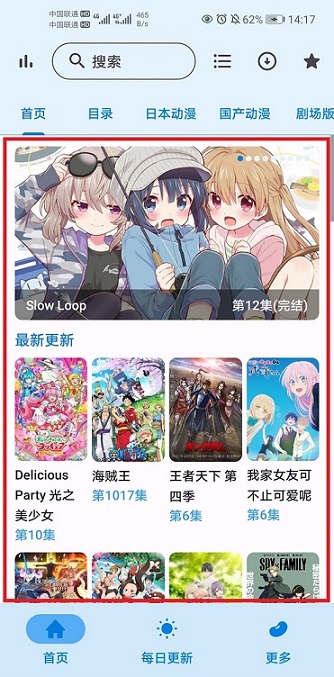 中国联通 HD 4G 465 62% 14:17
中国联通 HD 4G B/s
搜索
首页 目录 日本动漫 国产动漫 剧场版
Slow Loop 第12集(完结)
最新更新
Delicious Party 光之美少女
第10集
海贼王
第1017集
王者天下 第四季
第6集
我家女友可不止可爱呢
第6集
SPY×FAMILY
首页 每日更新 更多